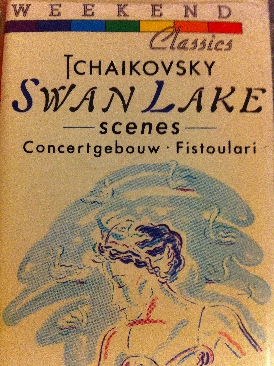 WEEKEND
Classics
TCHAIKOVSKY
SWAN LAKE
scenes
Concertgebouw · Fistoulari